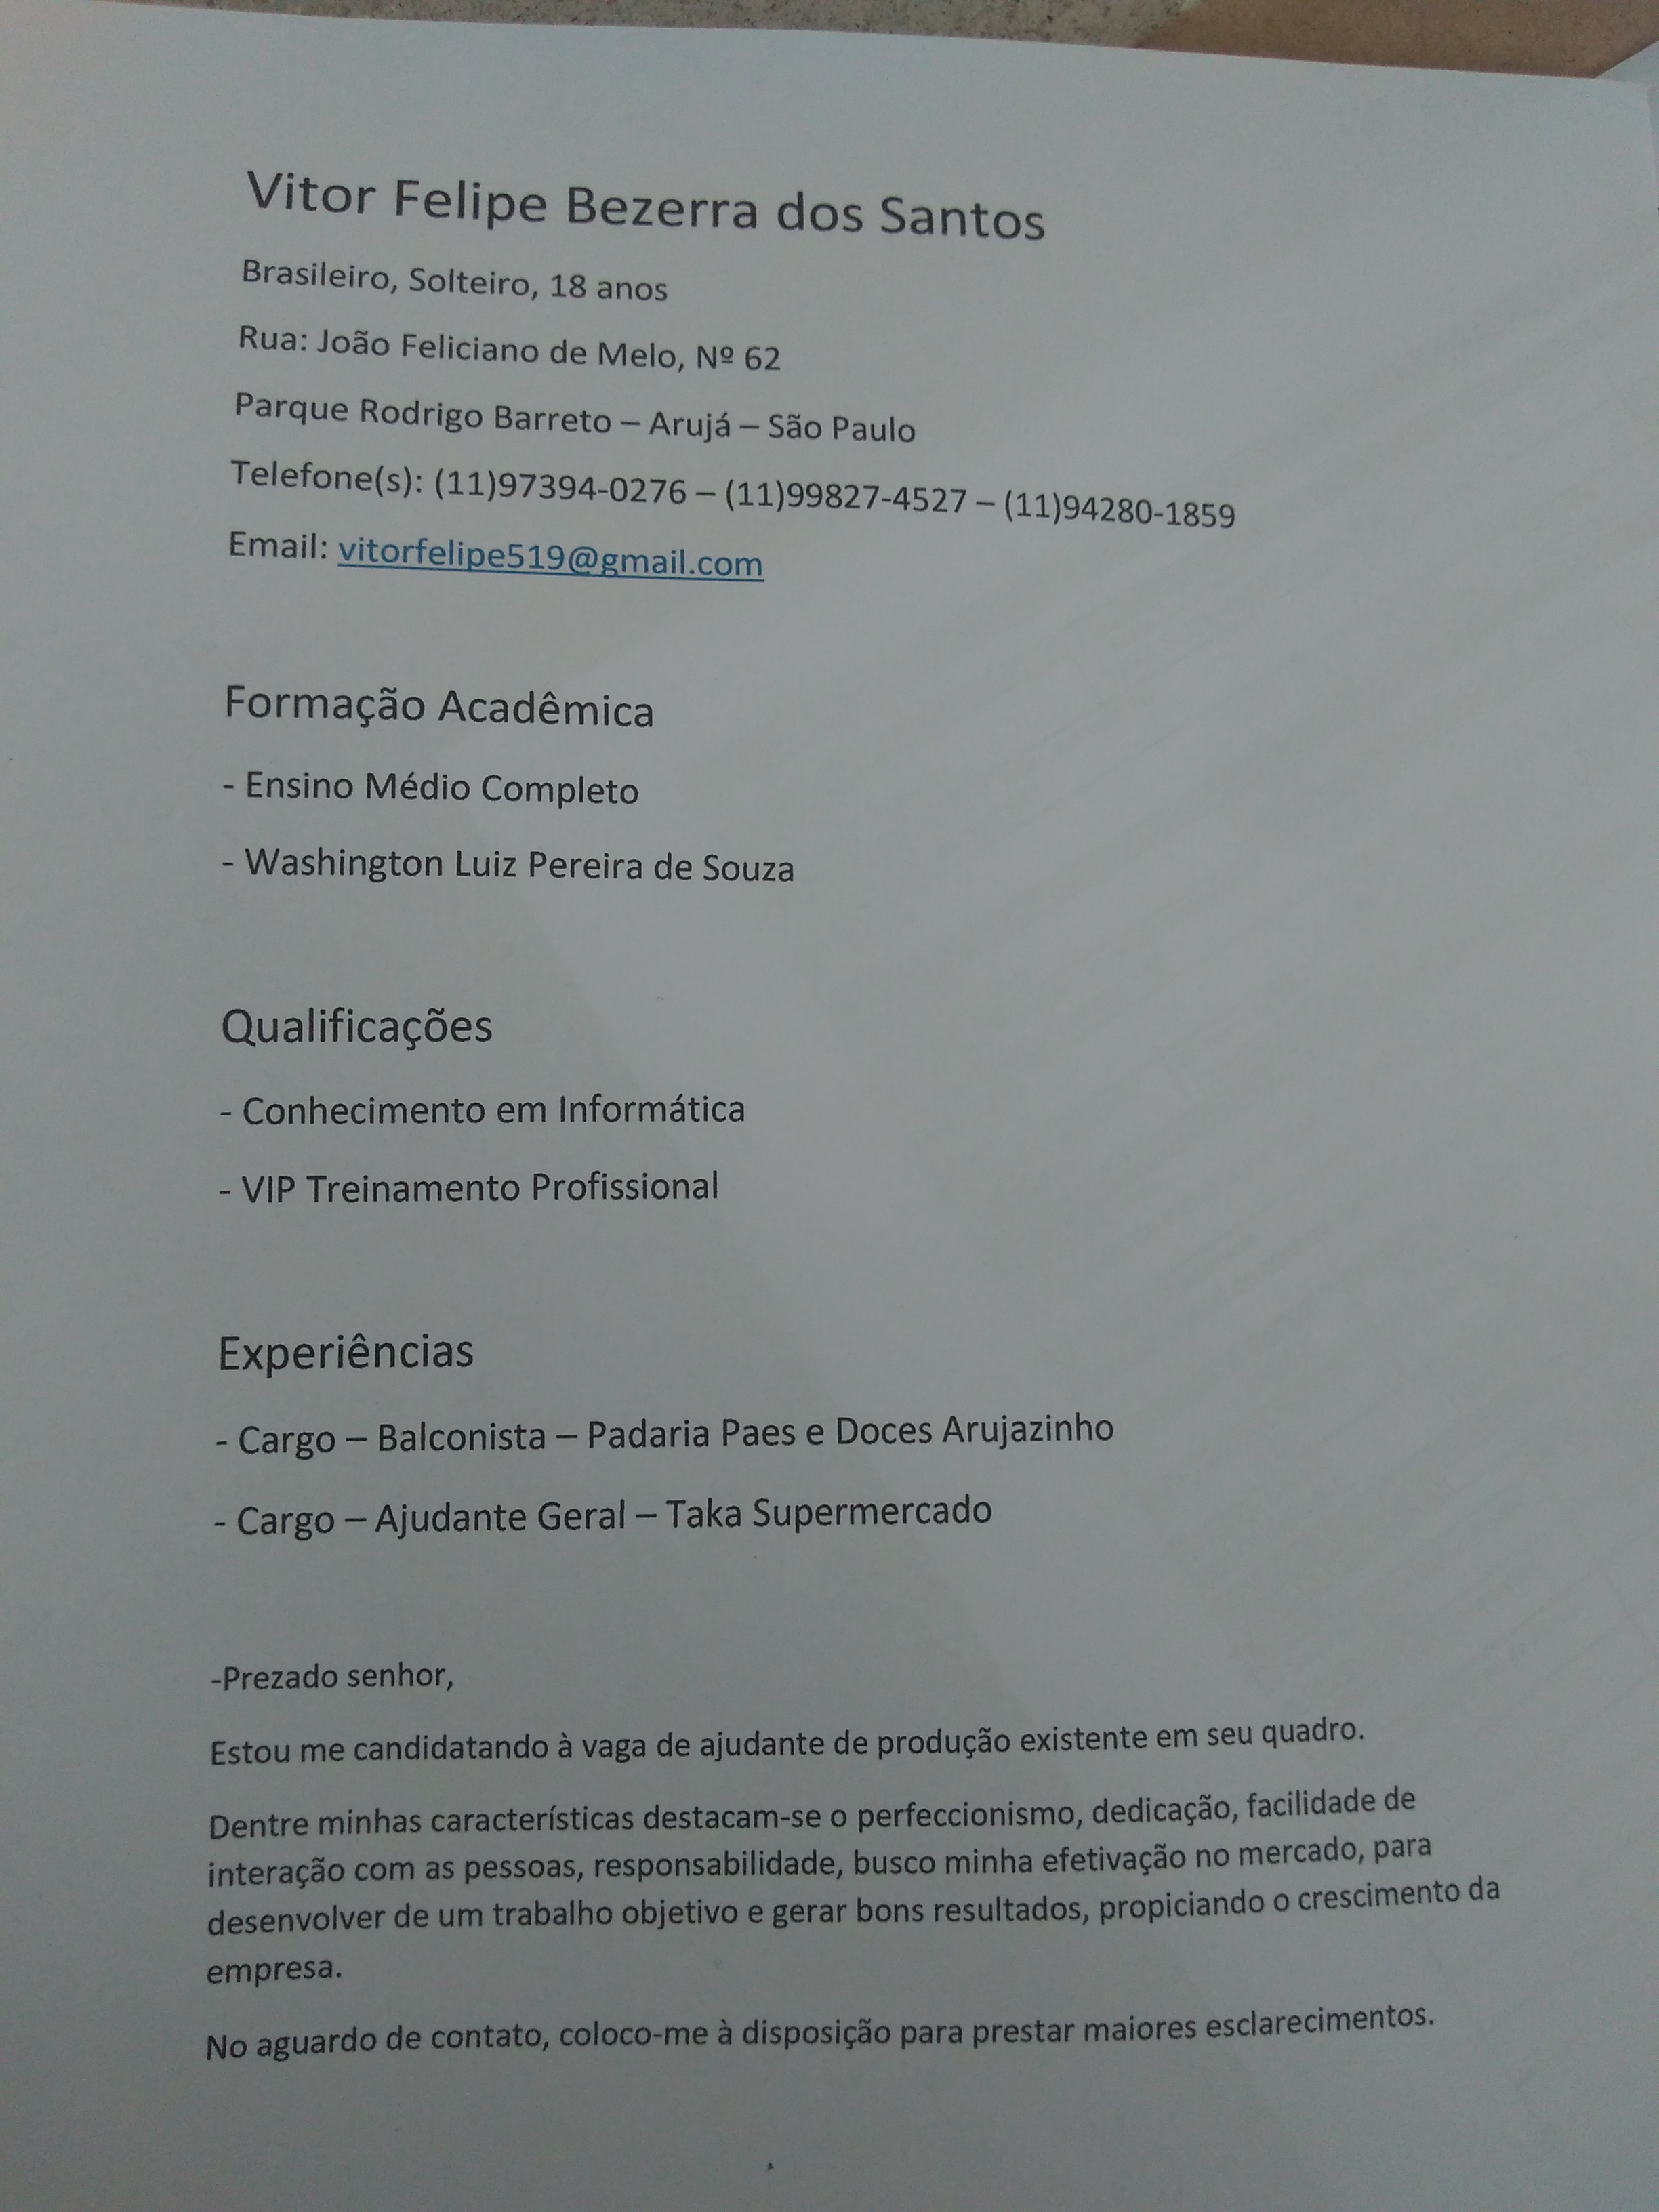 Vitor Felipe Bezerra dos Santos
Brasileiro, Solteiro, 18 anos
Rua: João Feliciano de Melo, Nº 62
Parque Rodrigo Barreto – Arujá – São Paulo
Telefone(s): (11)97394-0276 – (11)99827-4527 – (11)94280-1859
Email: vitorfelipe519@gmail.com
Formação Acadêmica
- Ensino Médio Completo
- Washington Luiz Pereira de Souza
Qualificações
- Conhecimento em Informática
- VIP Treinamento Profissional
Experiências
- Cargo – Balconista – Padaria Paes e Doces Arujazinho
- Cargo – Ajudante Geral – Taka Supermercado
-Prezado senhor,
Estou me candidatando à vaga de ajudante de produção existente em seu quadro.
Dentre minhas características destacam-se o perfeccionismo, dedicação, facilidade de
interação com as pessoas, responsabilidade, busco minha efetivação no mercado, para
desenvolver de um trabalho objetivo e gerar bons resultados, propiciando o crescimento da
empresa.
No aguardo de contato, coloco-me à disposição para prestar maiores esclarecimentos.